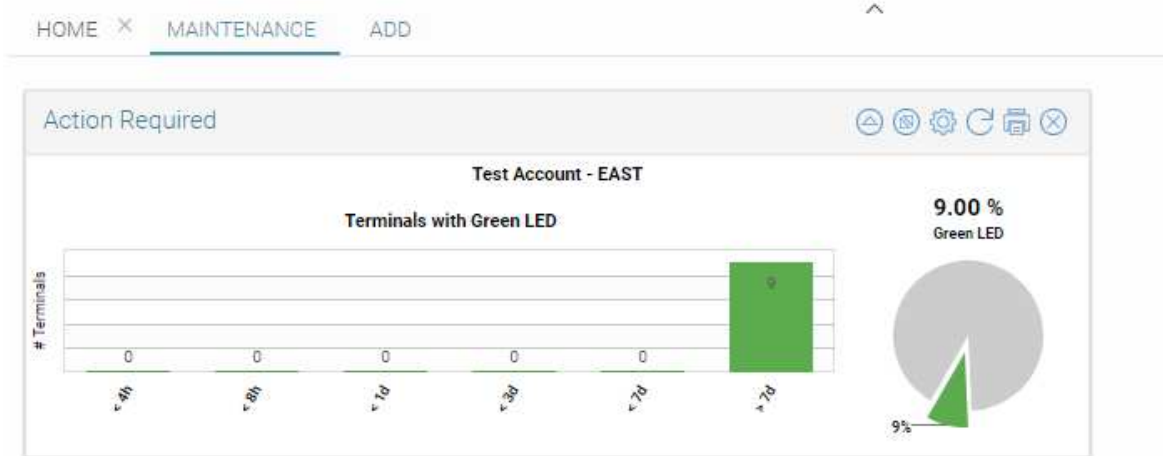 HOME × MAINTENANCE ADD
Action Required
Test Account - EAST
Terminals with Green LED
# Terminals
0 0 0 0 0 9
< 4h < 8h < 1d < 3d < 7d > 7d
9.00 %
Green LED
9%